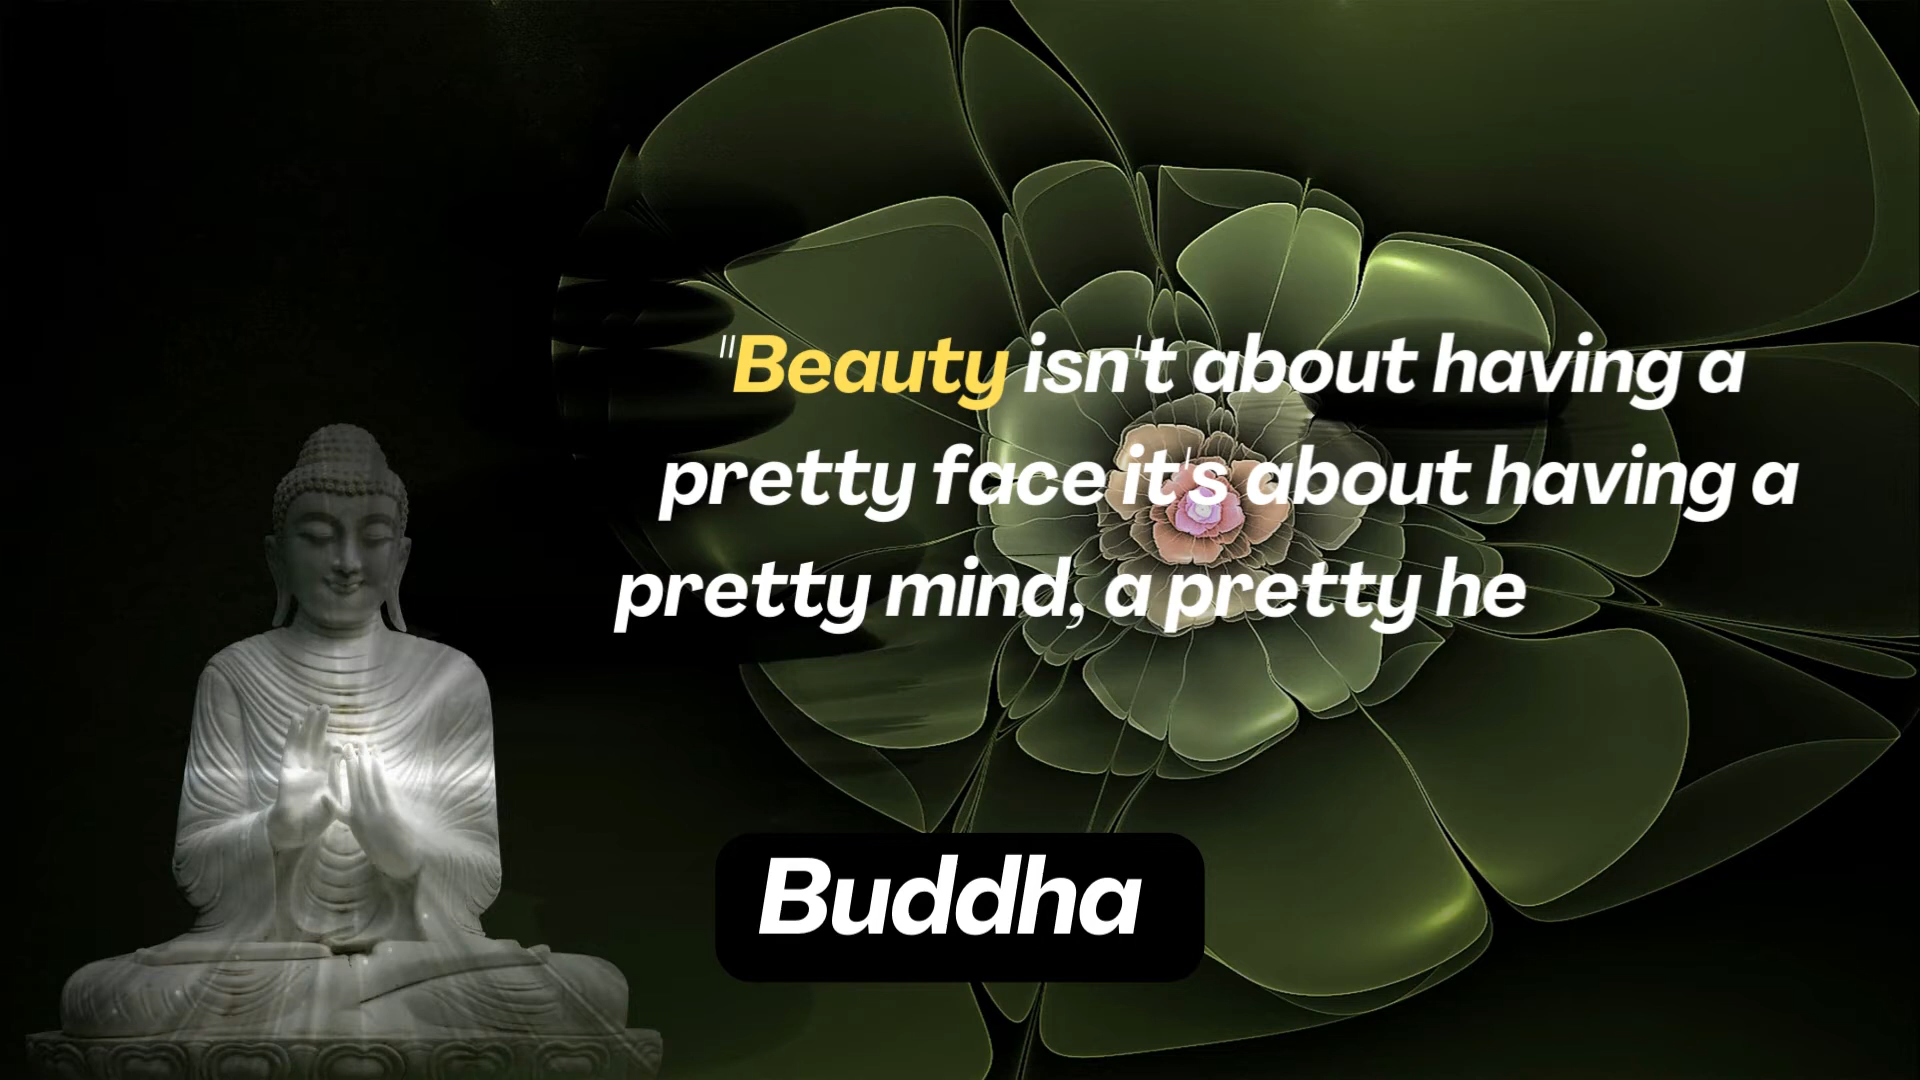 "Beauty isn't about having a
pretty face it's about having a
pretty mind, a pretty he
Buddha